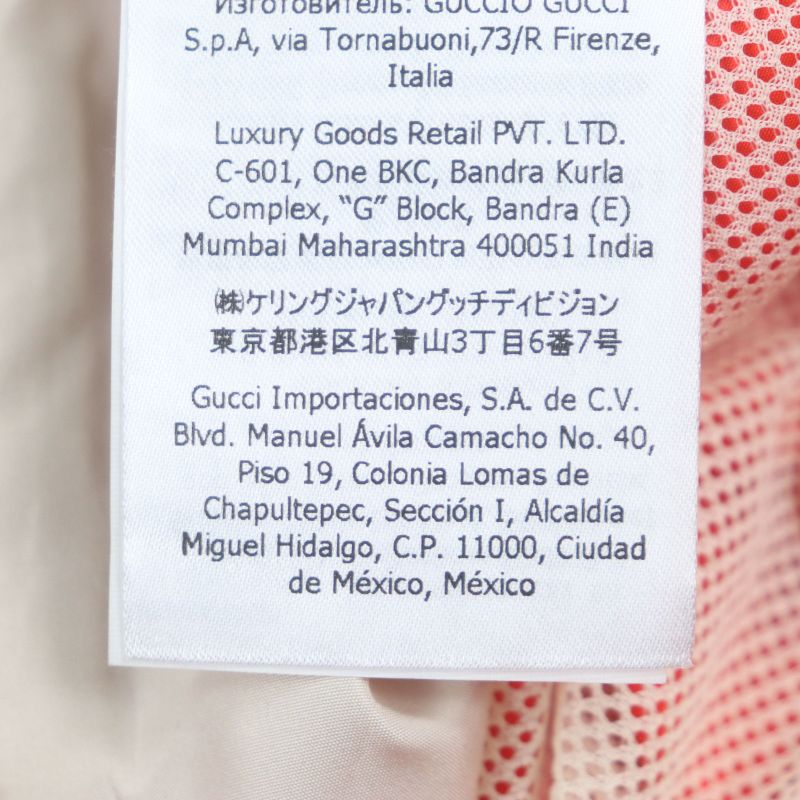 Изготовитель: GUCCIO GUCCI
S.p.A, via Tornabuoni,73/R Firenze,
Italia
Luxury Goods Retail PVT. LTD.
C-601, One BKC, Bandra Kurla
Complex, “G” Block, Bandra (E)
Mumbai Maharashtra 400051 India
㈱ケリングジャパングッチディビジョン
東京都港区北青山3丁目6番7号
Gucci Importaciones, S.A. de C.V.
Blvd. Manuel Ávila Camacho No. 40,
Piso 19, Colonia Lomas de
Chapultepec, Sección I, Alcaldía
Miguel Hidalgo, C.P. 11000, Ciudad
de México, México